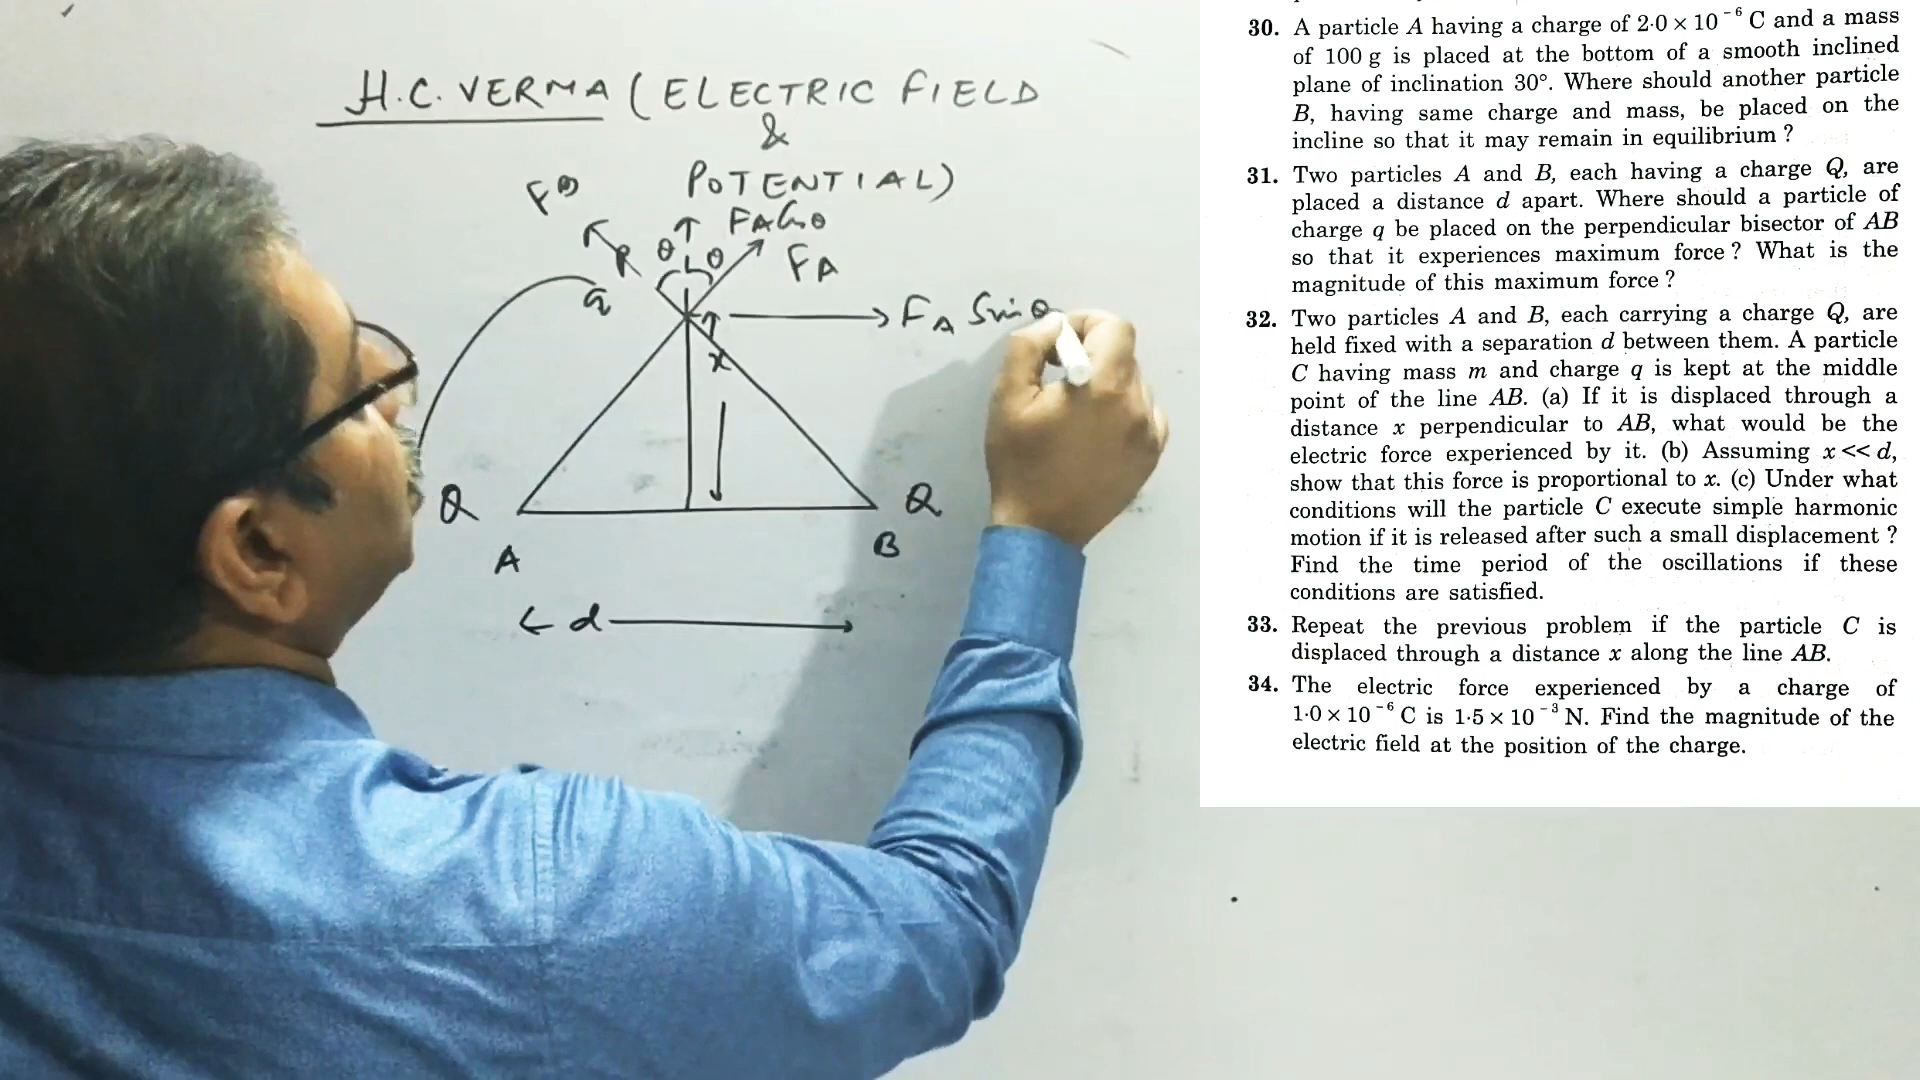 H.C. VERMA ( ELECTRIC FIELD
&
POTENTIAL)
FB
FA Cosθ
θ θ
FA
q
FA Sinθ
x
Q
Q
A
B
d
30. A particle A having a charge of 2·0 × 10⁻⁶ C and a mass
of 100 g is placed at the bottom of a smooth inclined
plane of inclination 30°. Where should another particle
B, having same charge and mass, be placed on the
incline so that it may remain in equilibrium ?
31. Two particles A and B, each having a charge Q, are
placed a distance d apart. Where should a particle of
charge q be placed on the perpendicular bisector of AB
so that it experiences maximum force ? What is the
magnitude of this maximum force ?
32. Two particles A and B, each carrying a charge Q, are
held fixed with a separation d between them. A particle
C having mass m and charge q is kept at the middle
point of the line AB. (a) If it is displaced through a
distance x perpendicular to AB, what would be the
electric force experienced by it. (b) Assuming x << d,
show that this force is proportional to x. (c) Under what
conditions will the particle C execute simple harmonic
motion if it is released after such a small displacement ?
Find the time period of the oscillations if these
conditions are satisfied.
33. Repeat the previous problem if the particle C is
displaced through a distance x along the line AB.
34. The electric force experienced by a charge of
1·0 × 10⁻⁶ C is 1·5 × 10⁻³ N. Find the magnitude of the
electric field at the position of the charge.